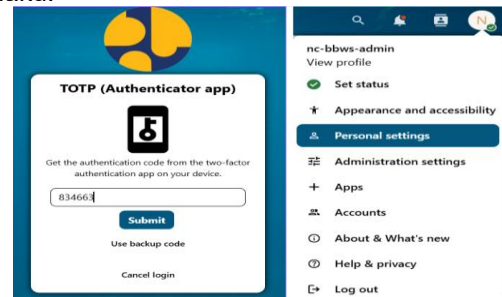 TOTP (Authenticator app)
Get the authentication code from the two-factor
authentication app on your device.
834663
Submit
Use backup code
Cancel login
N
nc-bbws-admin
View profile
Set status
Appearance and accessibility
Personal settings
Administration settings
Apps
Accounts
About & What's new
Help & privacy
Log out